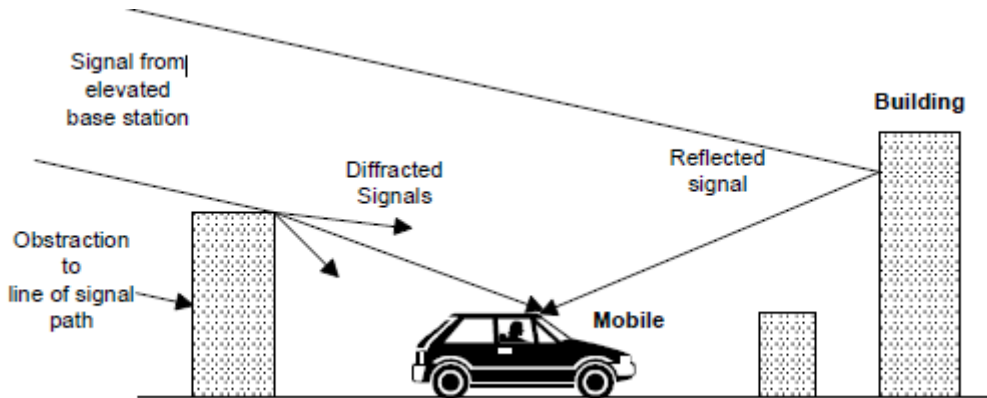 Signal from
elevated
base station
Building
Diffracted
Signals
Reflected
signal
Obstraction
to
line of signal
path
Mobile